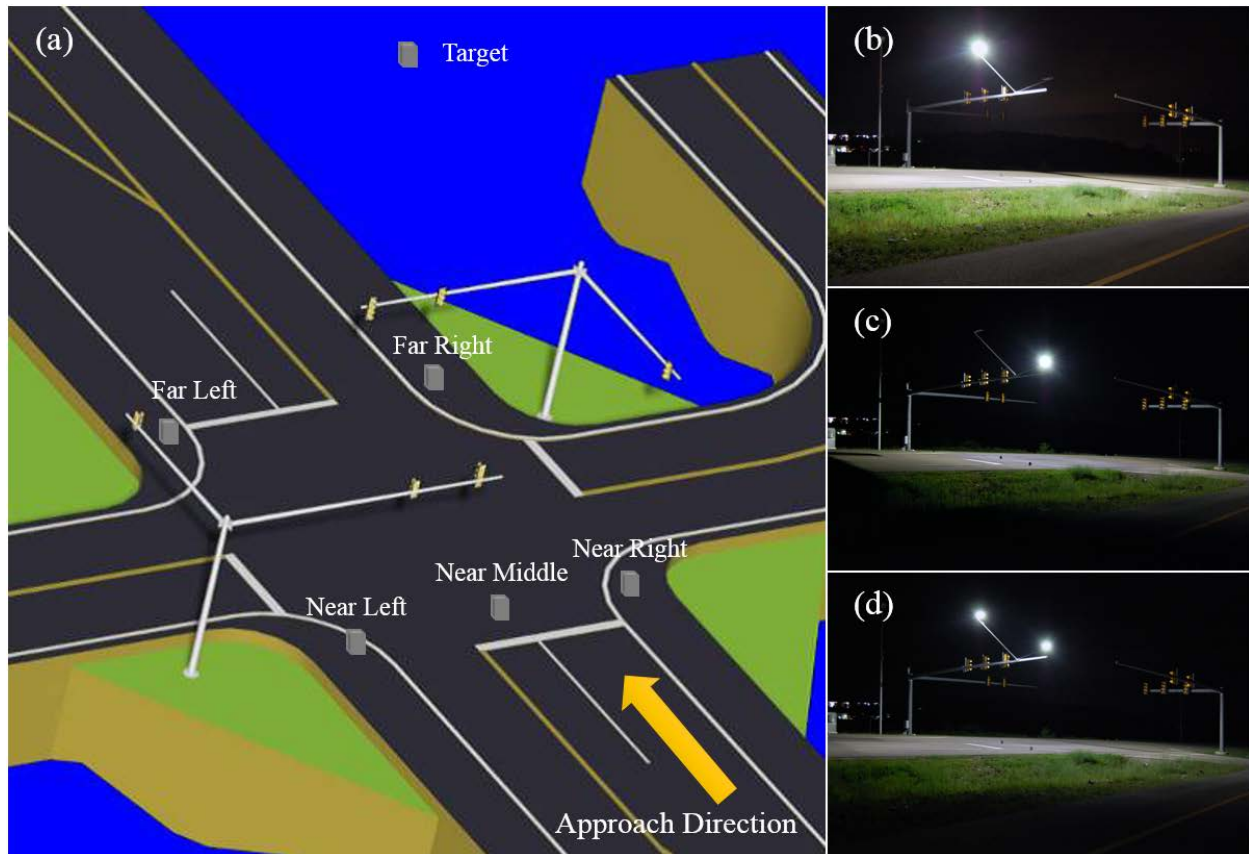 (a)
Target
Far Right
Far Left
Near Right
Near Middle
Near Left
Approach Direction
(b)
(c)
(d)